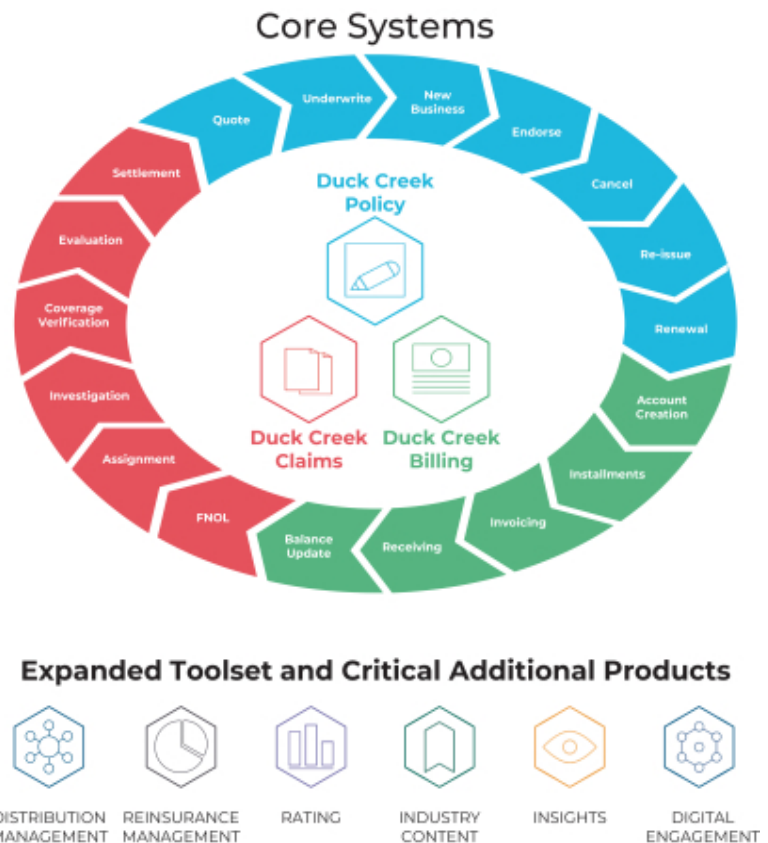 Core Systems
Quote
Underwrite
New
Business
Endorse
Cancel
Re-issue
Renewal
Account
Creation
Installments
Invoicing
Receiving
Balance
Update
FNOL
Assignment
Investigation
Coverage
Verification
Evaluation
Settlement
Duck Creek
Policy
Duck Creek
Claims
Duck Creek
Billing
Expanded Toolset and Critical Additional Products
DISTRIBUTION
MANAGEMENT
REINSURANCE
MANAGEMENT
RATING
INDUSTRY
CONTENT
INSIGHTS
DIGITAL
ENGAGEMENT